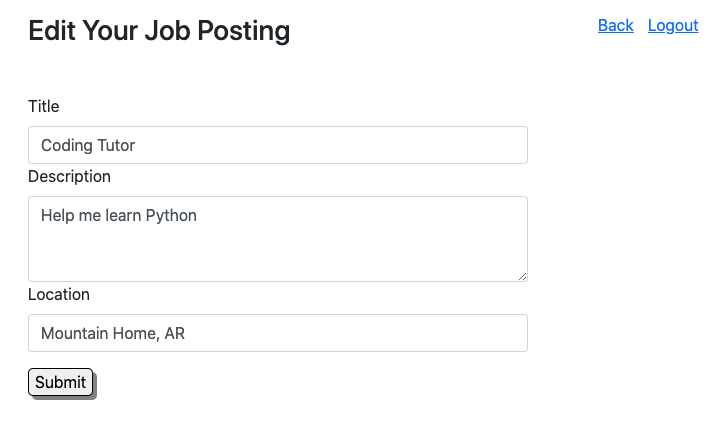 Edit Your Job Posting
Back Logout
Title
Coding Tutor
Description
Help me learn Python
Location
Mountain Home, AR
Submit